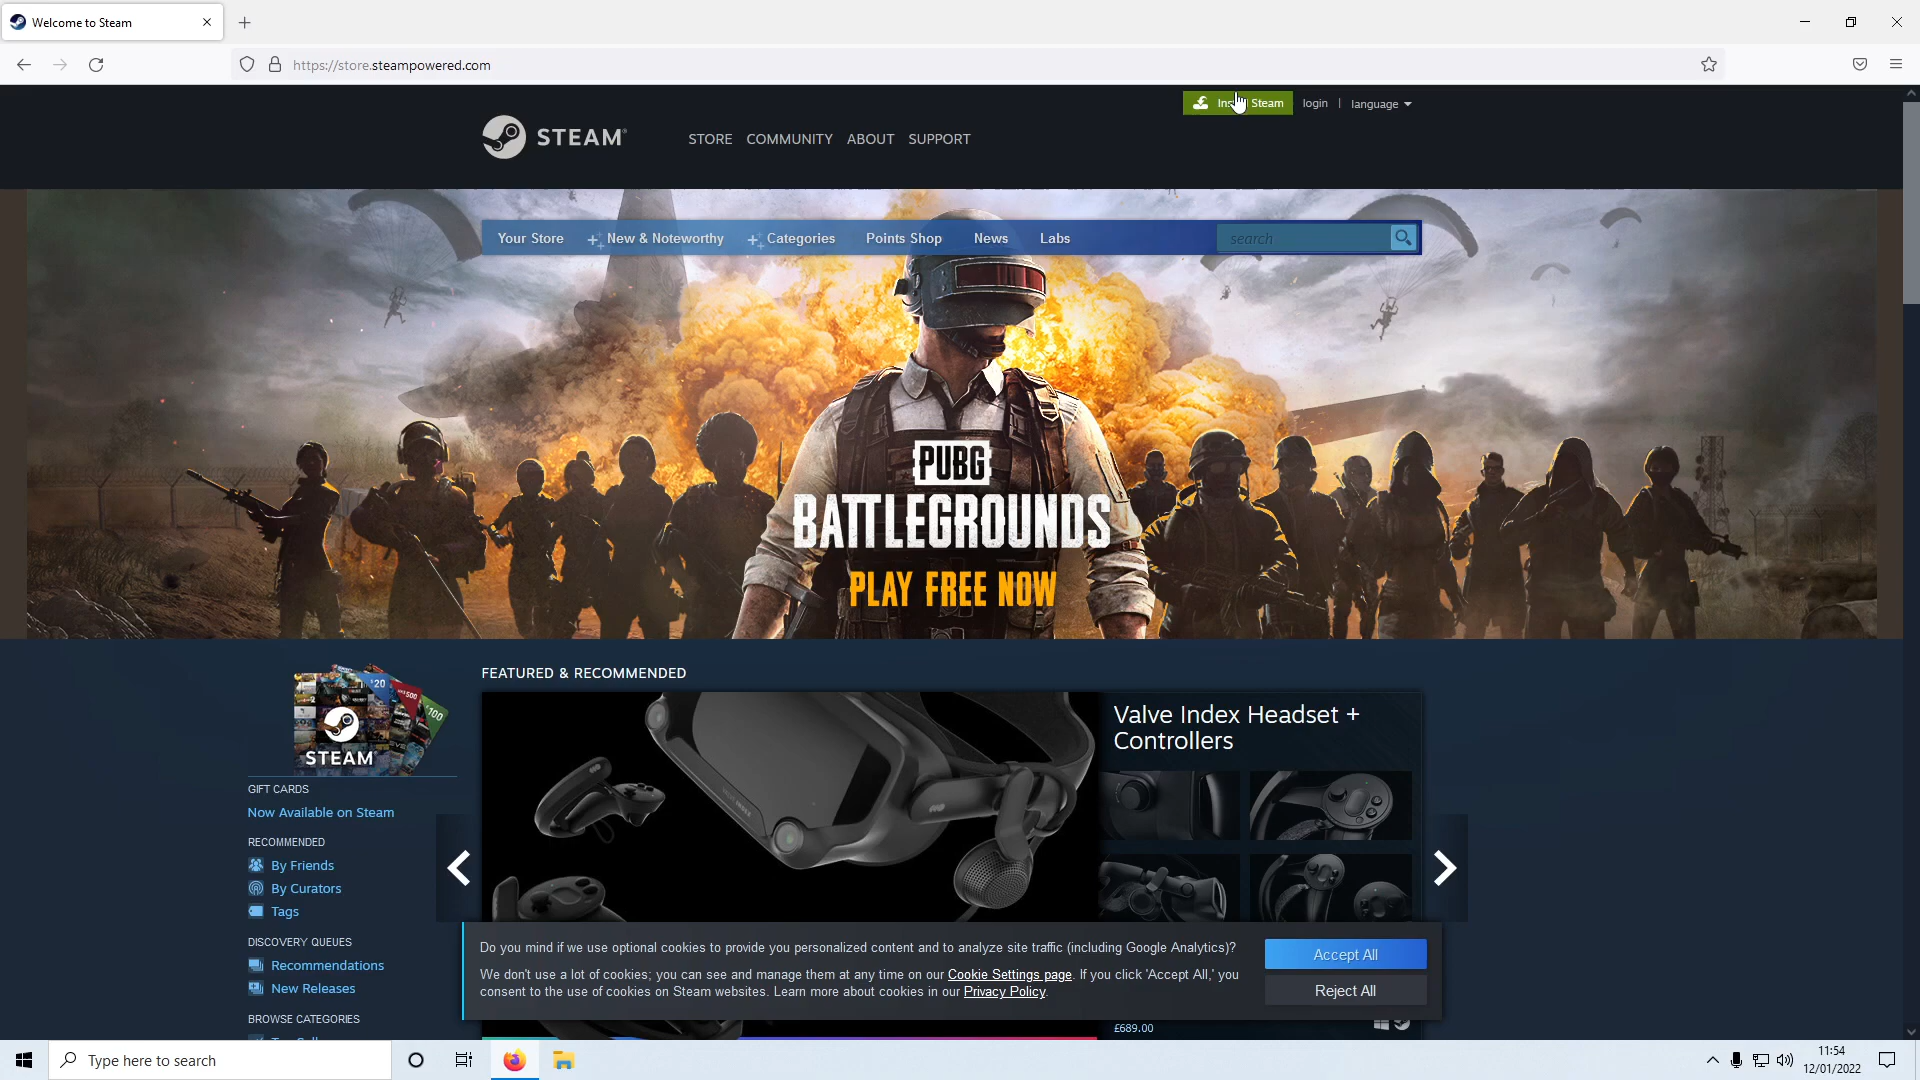 Welcome to Steam
https://store.steampowered.com
Steam
login
language
STEAM
STORE COMMUNITY ABOUT SUPPORT
Your Store
New & Noteworthy
Categories
Points Shop
News
Labs
search
PUBG
BATTLEGROUNDS
PLAY FREE NOW
STEAM
GIFT CARDS
Now Available on Steam
RECOMMENDED
By Friends
By Curators
Tags
DISCOVERY QUEUES
Recommendations
New Releases
BROWSE CATEGORIES
FEATURED & RECOMMENDED
Valve Index Headset +
Controllers
£689.00
Do you mind if we use optional cookies to provide you personalized content and to analyze site traffic (including Google Analytics)?
We don't use a lot of cookies; you can see and manage them at any time on our Cookie Settings page. If you click 'Accept All,' you
consent to the use of cookies on Steam websites. Learn more about cookies in our Privacy Policy.
Accept All
Reject All
Type here to search
11:54
12/01/2022